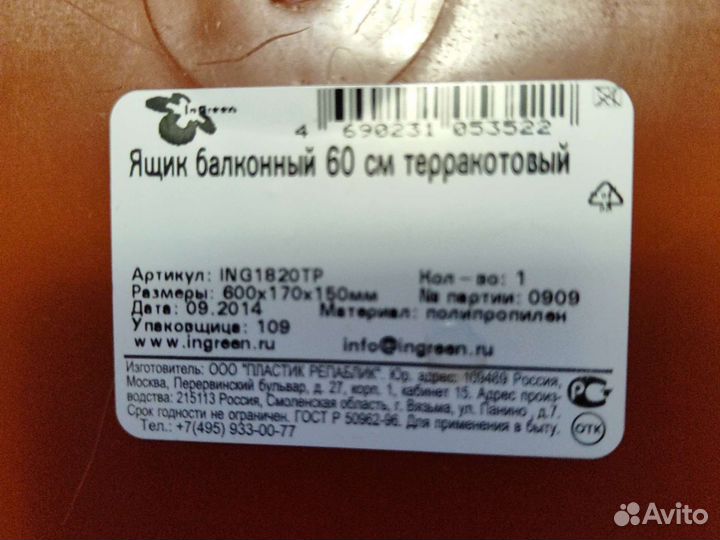 InGreen
4 690231 053522
Ящик балконный 60 см терракотовый
Артикул: ING1820TP Кол-во: 1
Размеры: 600х170х150мм № партии: 0909
Дата: 09.2014 Материал: полипропилен
Упаковщица: 109
www.ingreen.ru info@ingreen.ru
Изготовитель: ООО "ПЛАСТИК РЕПАБЛИК". Юр. адрес: 109469 Россия,
Москва, Перервинский бульвар, д. 27, корп. 1, кабинет 15. Адрес произ-
водства: 215113 Россия, Смоленская область, г. Вязьма, ул. Панино, д.7.
Срок годности не ограничен. ГОСТ Р 50962-96. Для применения в быту.
Тел.: +7(495) 933-00-77
ОТК
Avito